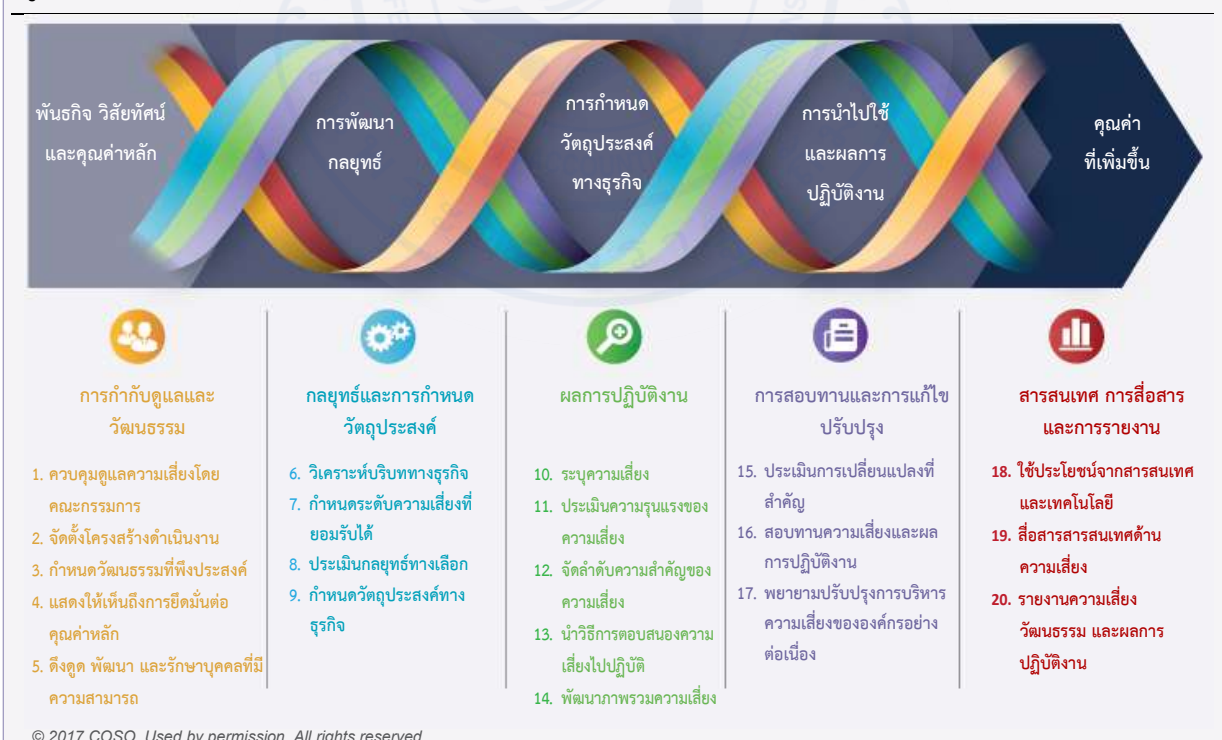 พันธกิจ วิสัยทัศน์
และคุณค่าหลัก
การพัฒนา
กลยุทธ์
การกำหนด
วัตถุประสงค์
ทางธุรกิจ
การนำไปใช้
และผลการ
ปฏิบัติงาน
คุณค่า
ที่เพิ่มขึ้น
การกำกับดูแลและ
วัฒนธรรม
1. ควบคุมดูแลความเสี่ยงโดย
คณะกรรมการ
2. จัดตั้งโครงสร้างดำเนินงาน
3. กำหนดวัฒนธรรมที่พึงประสงค์
4. แสดงให้เห็นถึงการยึดมั่นต่อ
คุณค่าหลัก
5. ดึงดูด พัฒนา และรักษาบุคคลที่มี
ความสามารถ
กลยุทธ์และการกำหนด
วัตถุประสงค์
6. วิเคราะห์บริบททางธุรกิจ
7. กำหนดระดับความเสี่ยงที่
ยอมรับได้
8. ประเมินกลยุทธ์ทางเลือก
9. กำหนดวัตถุประสงค์ทาง
ธุรกิจ
ผลการปฏิบัติงาน
10. ระบุความเสี่ยง
11. ประเมินความรุนแรงของ
ความเสี่ยง
12. จัดลำดับความสำคัญของ
ความเสี่ยง
13. นำวิธีการตอบสนองความ
เสี่ยงไปปฏิบัติ
14. พัฒนาภาพรวมความเสี่ยง
การสอบทานและการแก้ไข
ปรับปรุง
15. ประเมินการเปลี่ยนแปลงที่
สำคัญ
16. สอบทานความเสี่ยงและผล
การปฏิบัติงาน
17. พยายามปรับปรุงการบริหาร
ความเสี่ยงขององค์กรอย่าง
ต่อเนื่อง
สารสนเทศ การสื่อสาร
และการรายงาน
18. ใช้ประโยชน์จากสารสนเทศ
และเทคโนโลยี
19. สื่อสารสารสนเทศด้าน
ความเสี่ยง
20. รายงานความเสี่ยง
วัฒนธรรม และผลการ
ปฏิบัติงาน
© 2017 COSO. Used by permission. All rights reserved